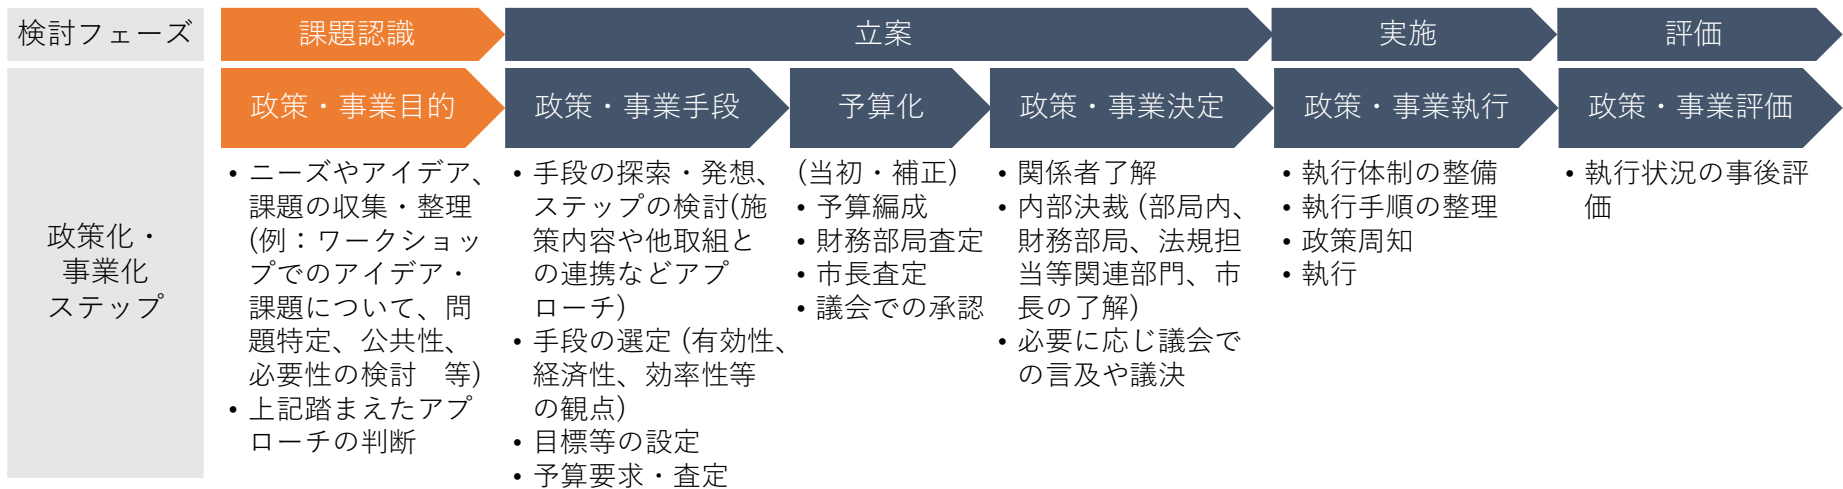 検討フェーズ
課題認識
立案
実施
評価
政策化・
事業化
ステップ
政策・事業目的
政策・事業手段
予算化
政策・事業決定
政策・事業執行
政策・事業評価
• ニーズやアイデア、
課題の収集・整理
(例：ワークショッ
プでのアイデア・
課題について、問
題特定、公共性、
必要性の検討　等)
• 上記踏まえたアプ
ローチの判断
• 手段の探索・発想、
ステップの検討(施
策内容や他取組と
の連携などアプ
ローチ)
• 手段の選定 (有効性、
経済性、効率性等
の観点)
• 目標等の設定
• 予算要求・査定
(当初・補正)
• 予算編成
• 財務部局査定
• 市長査定
• 議会での承認
• 関係者了解
• 内部決裁 (部局内、
財務部局、法規担
当等関連部門、市
長の了解)
• 必要に応じ議会で
の言及や議決
• 執行体制の整備
• 執行手順の整理
• 政策周知
• 執行
• 執行状況の事後評
価